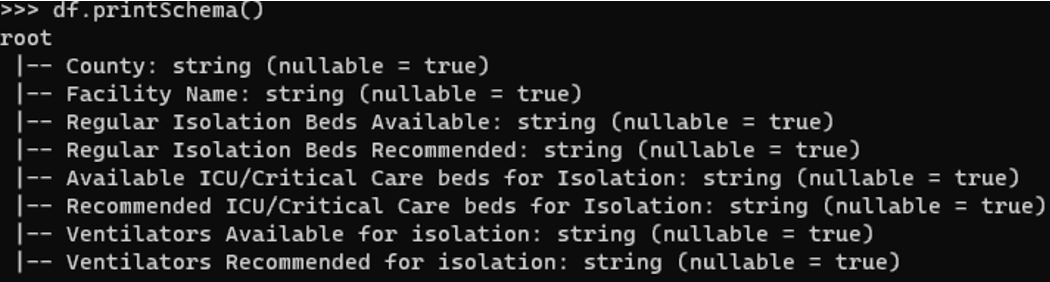 >>> df.printSchema()
root
 |-- County: string (nullable = true)
 |-- Facility Name: string (nullable = true)
 |-- Regular Isolation Beds Available: string (nullable = true)
 |-- Regular Isolation Beds Recommended: string (nullable = true)
 |-- Available ICU/Critical Care beds for Isolation: string (nullable = true)
 |-- Recommended ICU/Critical Care beds for Isolation: string (nullable = true)
 |-- Ventilators Available for isolation: string (nullable = true)
 |-- Ventilators Recommended for isolation: string (nullable = true)